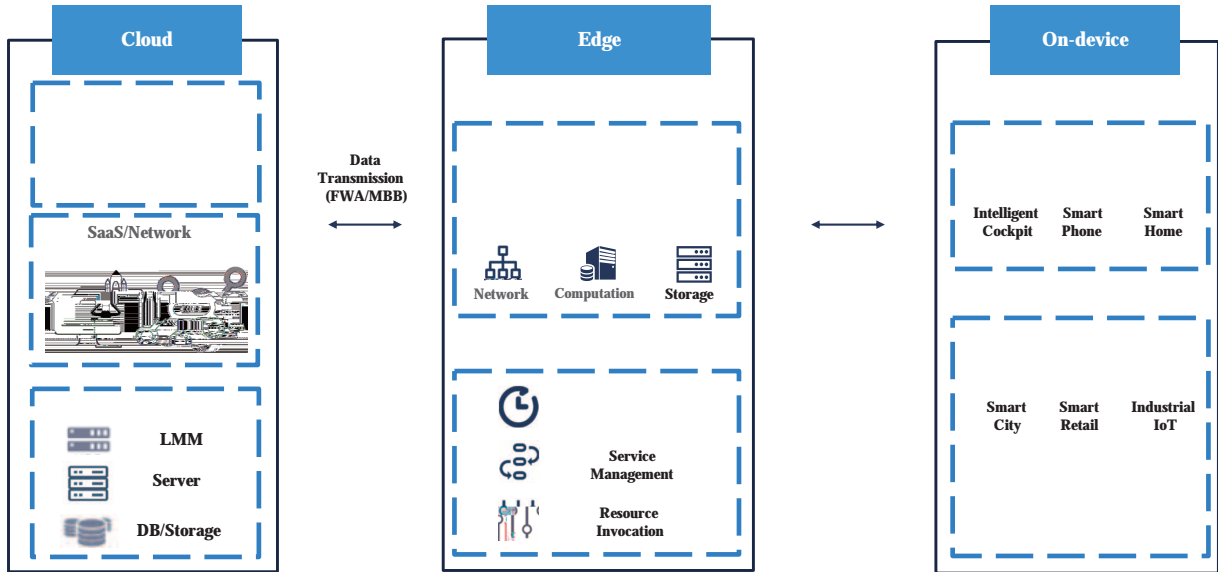 Cloud
SaaS/Network
LMM
Server
DB/Storage
Data
Transmission
(FWA/MBB)
Edge
Network
Computation
Storage
Service
Management
Resource
Invocation
On-device
Intelligent
Cockpit
Smart
Phone
Smart
Home
Smart
City
Smart
Retail
Industrial
IoT